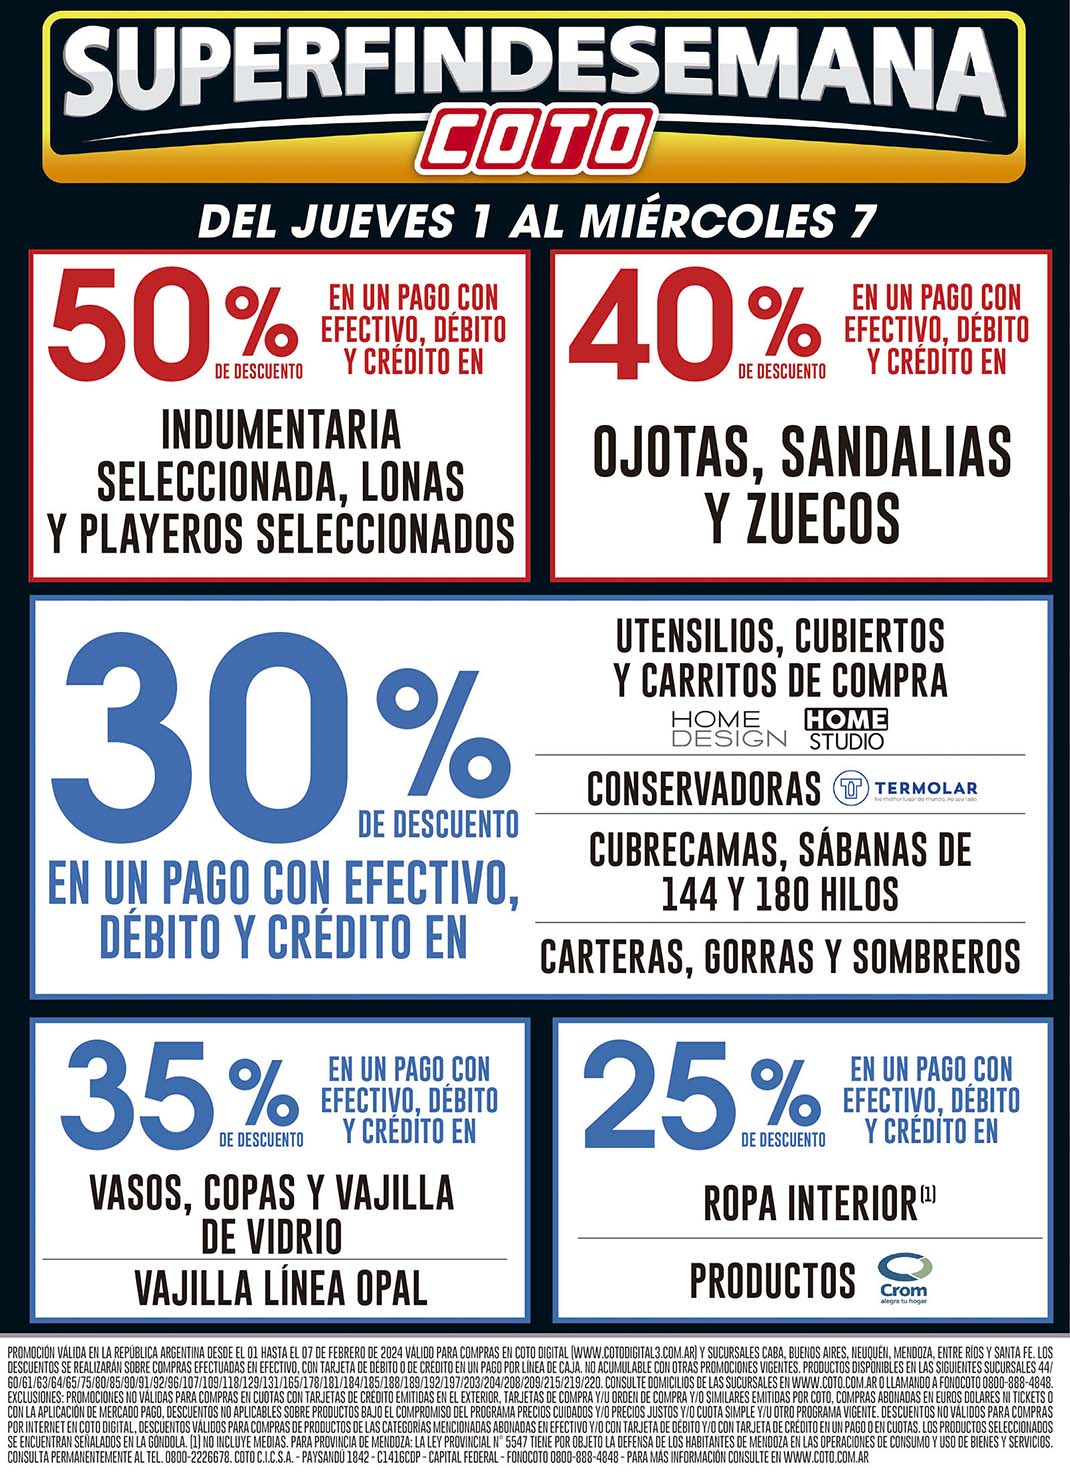 SUPERFINDESEMANA
COTO
DEL JUEVES 1 AL MIÉRCOLES 7
50%
DE DESCUENTO
EN UN PAGO CON
EFECTIVO, DÉBITO
Y CRÉDITO EN
INDUMENTARIA
SELECCIONADA, LONAS
Y PLAYEROS SELECCIONADOS
40%
DE DESCUENTO
EN UN PAGO CON
EFECTIVO, DÉBITO
Y CRÉDITO EN
OJOTAS, SANDALIAS
Y ZUECOS
30%
DE DESCUENTO
EN UN PAGO CON EFECTIVO,
DÉBITO Y CRÉDITO EN
UTENSILIOS, CUBIERTOS
Y CARRITOS DE COMPRA
HOME DESIGN
HOME STUDIO
CONSERVADORAS
TERMOLAR
CUBRECAMAS, SÁBANAS DE
144 Y 180 HILOS
CARTERAS, GORRAS Y SOMBREROS
35%
DE DESCUENTO
EN UN PAGO CON
EFECTIVO, DÉBITO
Y CRÉDITO EN
VASOS, COPAS Y VAJILLA
DE VIDRIO
VAJILLA LÍNEA OPAL
25%
DE DESCUENTO
EN UN PAGO CON
EFECTIVO, DÉBITO
Y CRÉDITO EN
ROPA INTERIOR(1)
PRODUCTOS
Crom
alegra tu hogar
PROMOCIÓN VÁLIDA EN LA REPÚBLICA ARGENTINA DESDE EL 01 HASTA EL 07 DE FEBRERO DE 2024 VÁLIDO PARA COMPRAS EN COTO DIGITAL (WWW.COTODIGITAL3.COM.AR) Y SUCURSALES CABA, BUENOS AIRES, NEUQUÉN, MENDOZA, ENTRE RÍOS Y SANTA FE. LOS
DESCUENTOS SE REALIZARÁN SOBRE COMPRAS EFECTUADAS EN EFECTIVO, CON TARJETA DE DEBITO O DE CRÉDITO EN UN PAGO POR LÍNEA DE CAJA. NO ACUMULABLE CON OTRAS PROMOCIONES VIGENTES. PRODUCTOS DISPONIBLES EN LAS SIGUIENTES SUCURSALES 44/
60/61/63/64/65/75/80/85/90/91/92/96/107/109/118/129/131/165/178/181/184/185/188/189/192/197/203/204/208/209/215/219/220. CONSULTE DOMICILIOS DE LAS SUCURSALES EN WWW.COTO.COM.AR O LLAMANDO A FONOCOTO 0800-888-4848.
EXCLUSIONES: PROMOCIONES NO VÁLIDAS PARA COMPRAS EN CUOTAS CON TARJETAS DE CRÉDITO EMITIDAS EN EL EXTERIOR, TARJETAS DE COMPRA Y/U ORDEN DE COMPRA Y/O SIMILARES EMITIDAS POR COTO, COMPRAS ABONADAS EN EUROS DOLARES NI TICKETS O
CON LA APLICACIÓN DE MERCADO PAGO, DESCUENTOS NO APLICABLES SOBRE PRODUCTOS BAJO EL COMPROMISO DEL PROGRAMA PRECIOS CUIDADOS Y/O PRECIOS JUSTOS Y/O CUOTA SIMPLE Y/U OTRO PROGRAMA VIGENTE. DESCUENTOS NO VÁLIDOS PARA COMPRAS
POR INTERNET EN COTO DIGITAL, DESCUENTOS VÁLIDOS PARA COMPRAS DE PRODUCTOS DE LAS CATEGORÍAS MENCIONADAS ABONADAS EN EFECTIVO Y/O CON TARJETA DE DÉBITO Y/O CON TARJETA DE CRÉDITO EN UN PAGO O EN CUOTAS. LOS PRODUCTOS SELECCIONADOS
SE ENCUENTRAN SEÑALADOS EN LA GÓNDOLA. (1) NO INCLUYE MEDIAS. PARA PROVINCIA DE MENDOZA: LA LEY PROVINCIAL N° 5547 TIENE POR OBJETO LA DEFENSA DE LOS HABITANTES DE MENDOZA EN LAS OPERACIONES DE CONSUMO Y USO DE BIENES Y SERVICIOS.
CONSULTA PERMANENTEMENTE AL TEL. 0800-2226678. COTO C.I.C.S.A. - PAYSANDÚ 1842 - C1416CDP - CAPITAL FEDERAL - FONOCOTO 0800-888-4848 - PARA MÁS INFORMACIÓN CONSULTE EN WWW.COTO.COM.AR